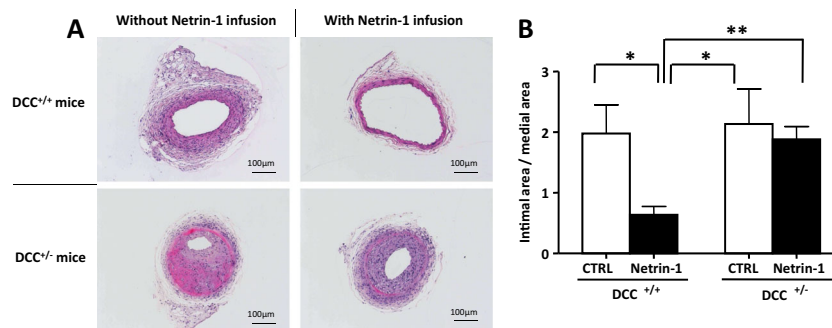 A
Without Netrin-1 infusion
With Netrin-1 infusion
DCC+/+ mice
100µm
100µm
DCC+/- mice
100µm
100µm
B
**
*
*
Intimal area / medial area
3
2
1
0
CTRL Netrin-1 CTRL Netrin-1
DCC +/+ DCC +/-